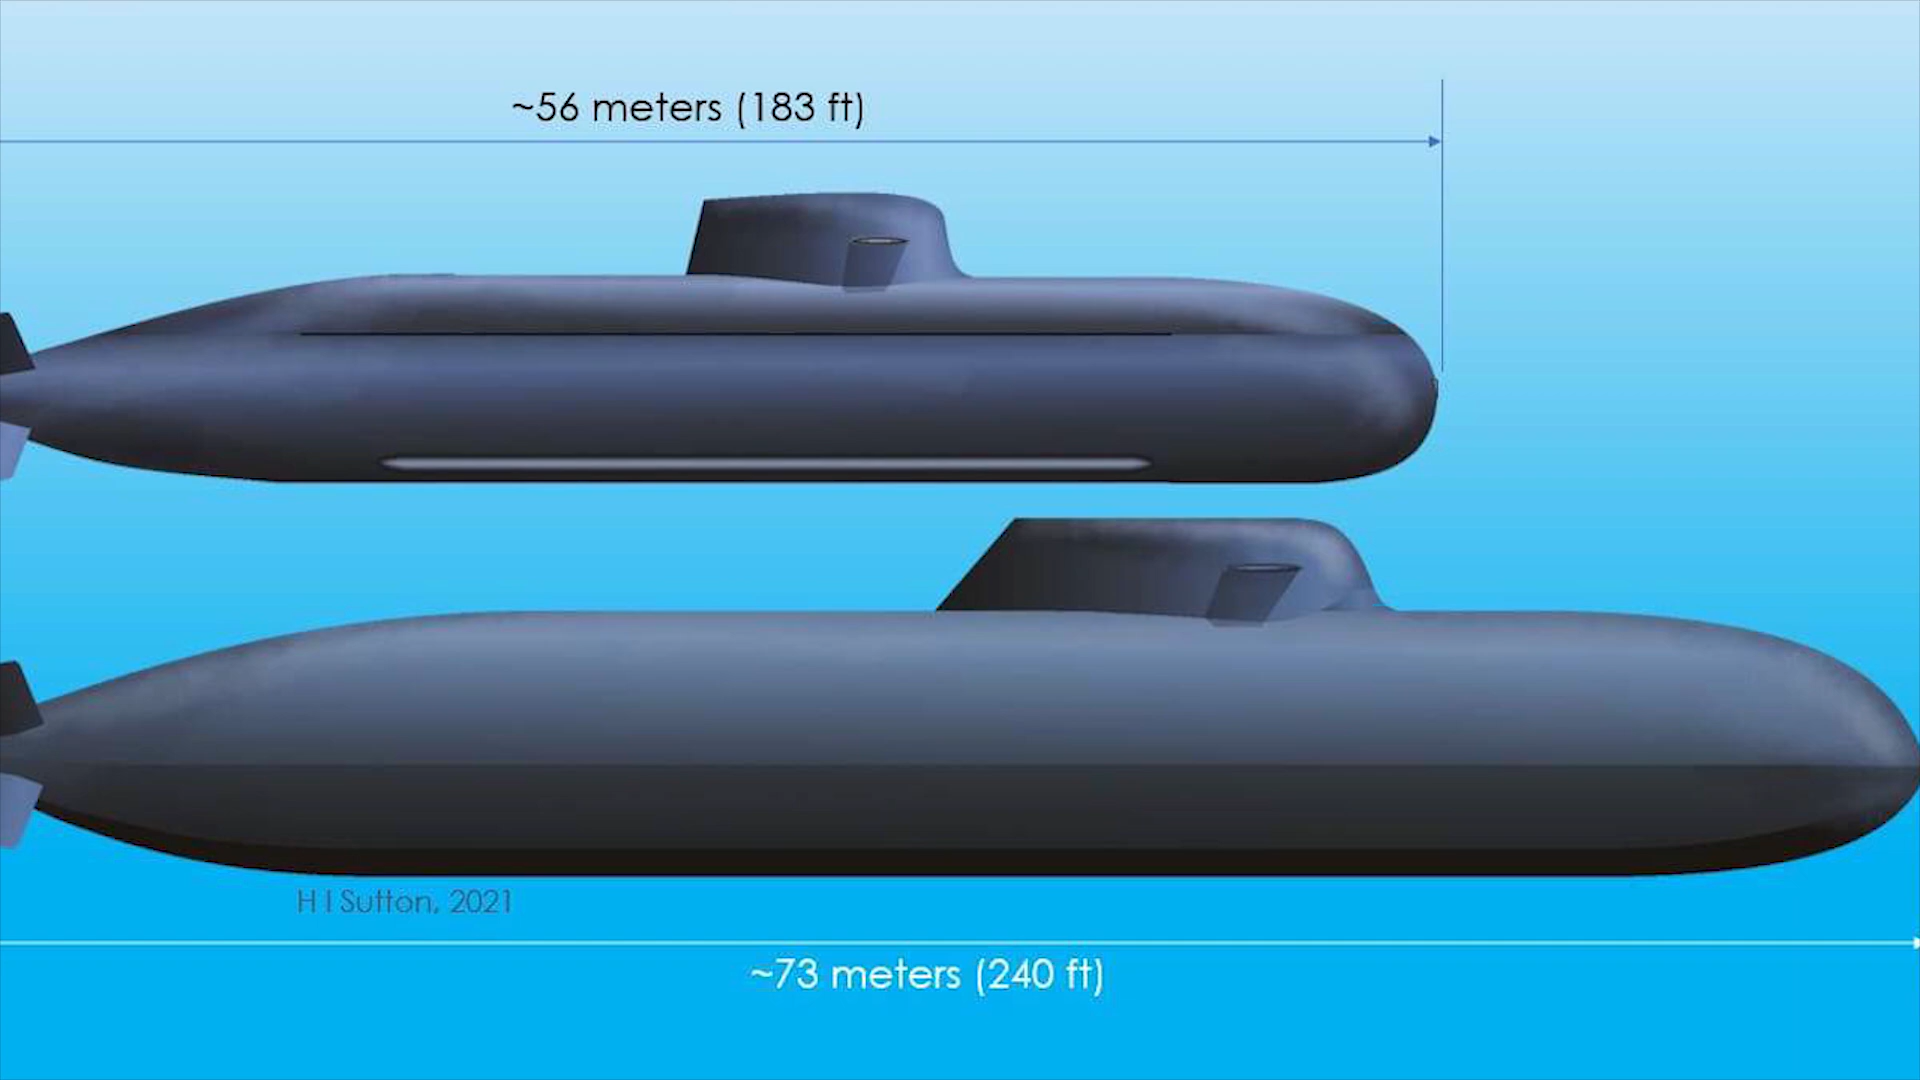 ~56 meters (183 ft)
H I Sutton, 2021
~73 meters (240 ft)